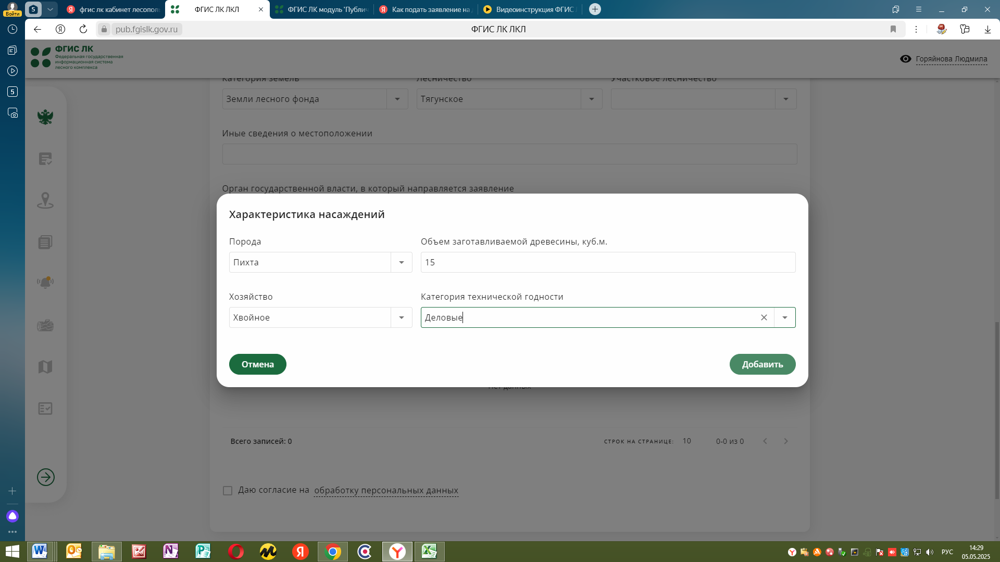 Войти
5
фгис лк кабинет лесопол
ФГИС ЛК ЛКЛ
ФГИС ЛК модуль 'Публич
Как подать заявление на
Видеоинструкция ФГИС
pub.fgislk.gov.ru
ФГИС ЛК ЛКЛ
5
ФГИС ЛК
Федеральная государственная
информационная система
лесного комплекса
Горяйнова Людмила
Категория земель
Лесничество
Участковое лесничество
Земли лесного фонда
Тягунское
Иные сведения о местоположении
Орган государственной власти, в который направляется заявление
Характеристика насаждений
Порода
Объем заготавливаемой древесины, куб.м.
Пихта
15
Хозяйство
Категория технической годности
Хвойное
Деловые
Отмена
Добавить
Нет данных
Всего записей: 0
СТРОК НА СТРАНИЦЕ:
10
0-0 из 0
Даю согласие на обработку персональных данных
РУС
14:29
05.05.2025